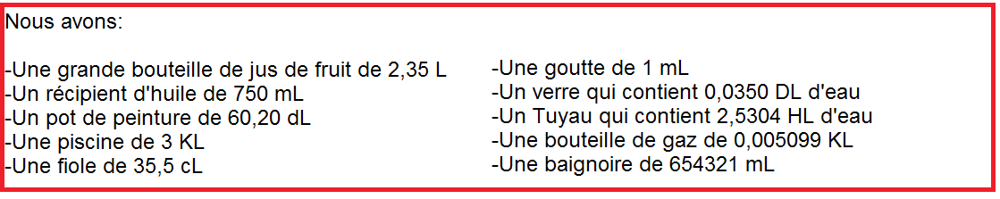 Nous avons:
-Une grande bouteille de jus de fruit de 2,35 L
-Un récipient d'huile de 750 mL
-Un pot de peinture de 60,20 dL
-Une piscine de 3 KL
-Une fiole de 35,5 cL
-Une goutte de 1 mL
-Un verre qui contient 0,0350 DL d'eau
-Un Tuyau qui contient 2,5304 HL d'eau
-Une bouteille de gaz de 0,005099 KL
-Une baignoire de 654321 mL